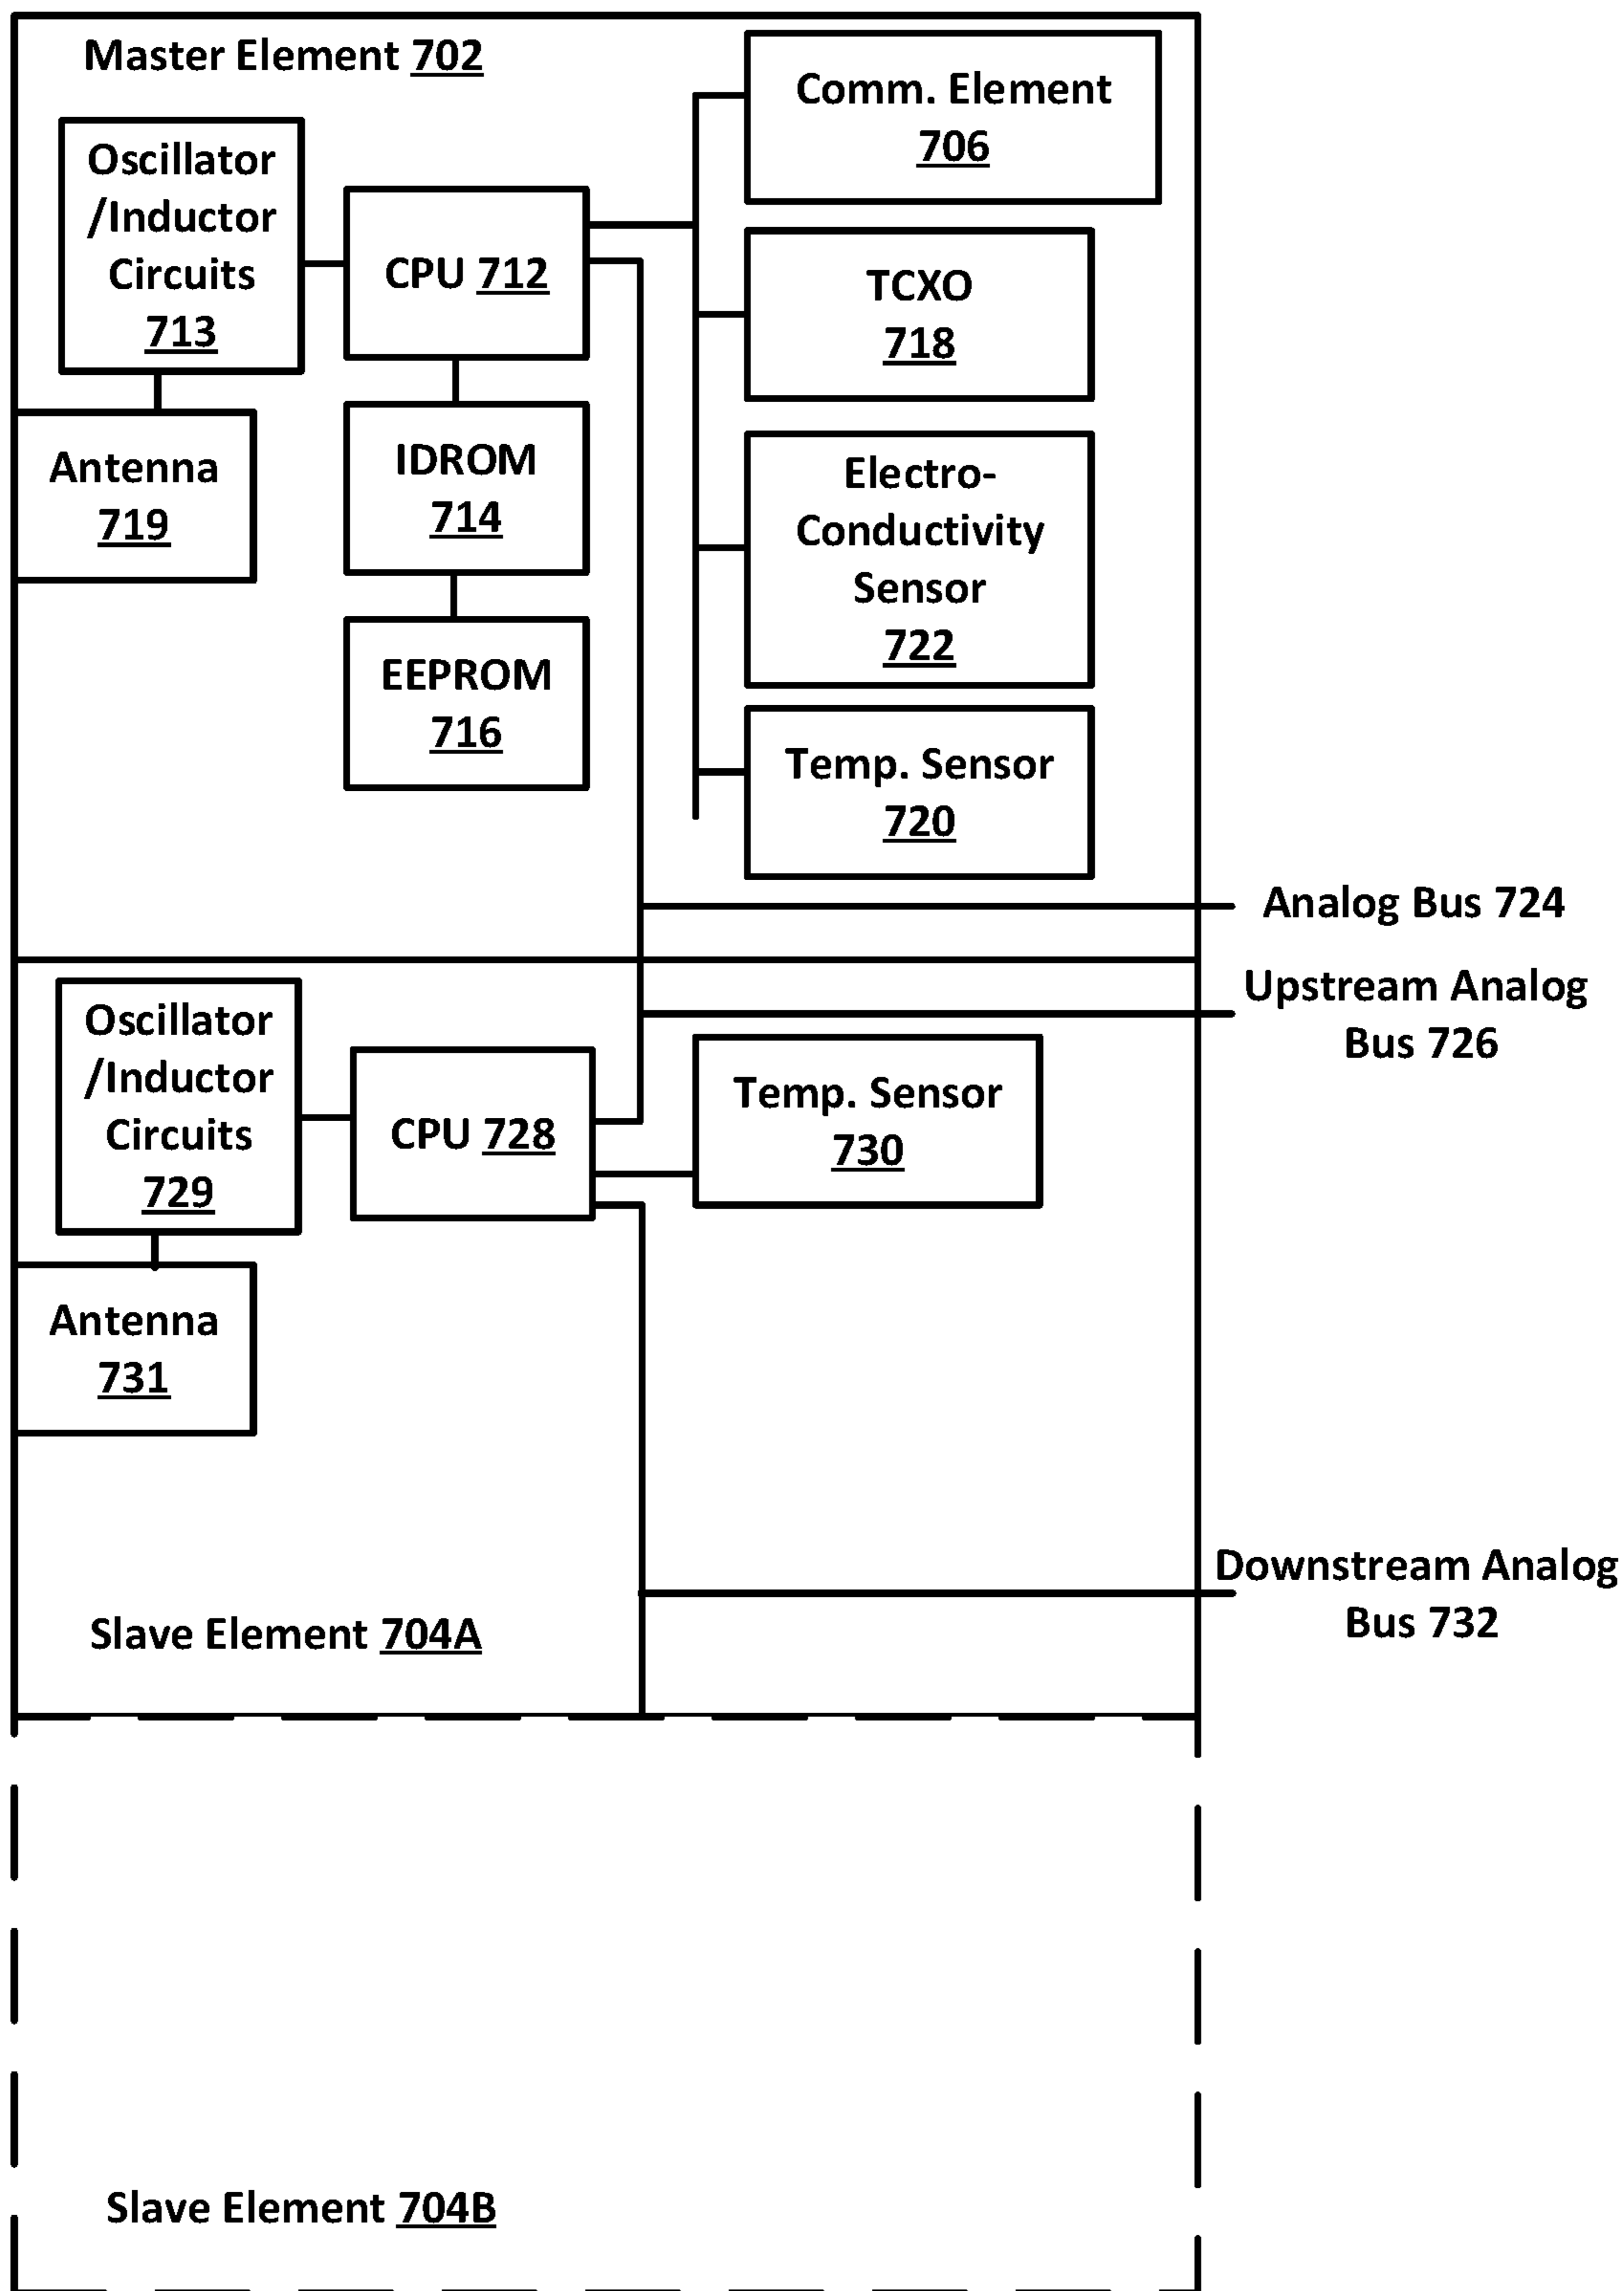 Master Element 702
Oscillator
/Inductor
Circuits
713
CPU 712
Comm. Element
706
TCXO
718
Antenna
719
IDROM
714
Electro-
Conductivity
Sensor
722
EEPROM
716
Temp. Sensor
720
Analog Bus 724
Upstream Analog
Bus 726
Oscillator
/Inductor
Circuits
729
CPU 728
Temp. Sensor
730
Antenna
731
Downstream Analog
Bus 732
Slave Element 704A
Slave Element 704B